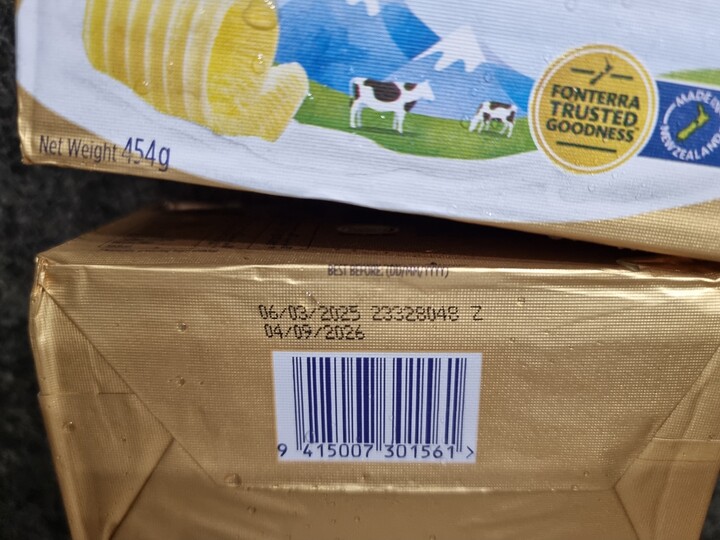 Net Weight 454g
FONTERRA
TRUSTED
GOODNESS
MADE IN
NEW ZEALAND
BEST BEFORE: (DD/MM/YYYY)
06/03/2025 23328048 Z
04/09/2026
9 415007 301561 >